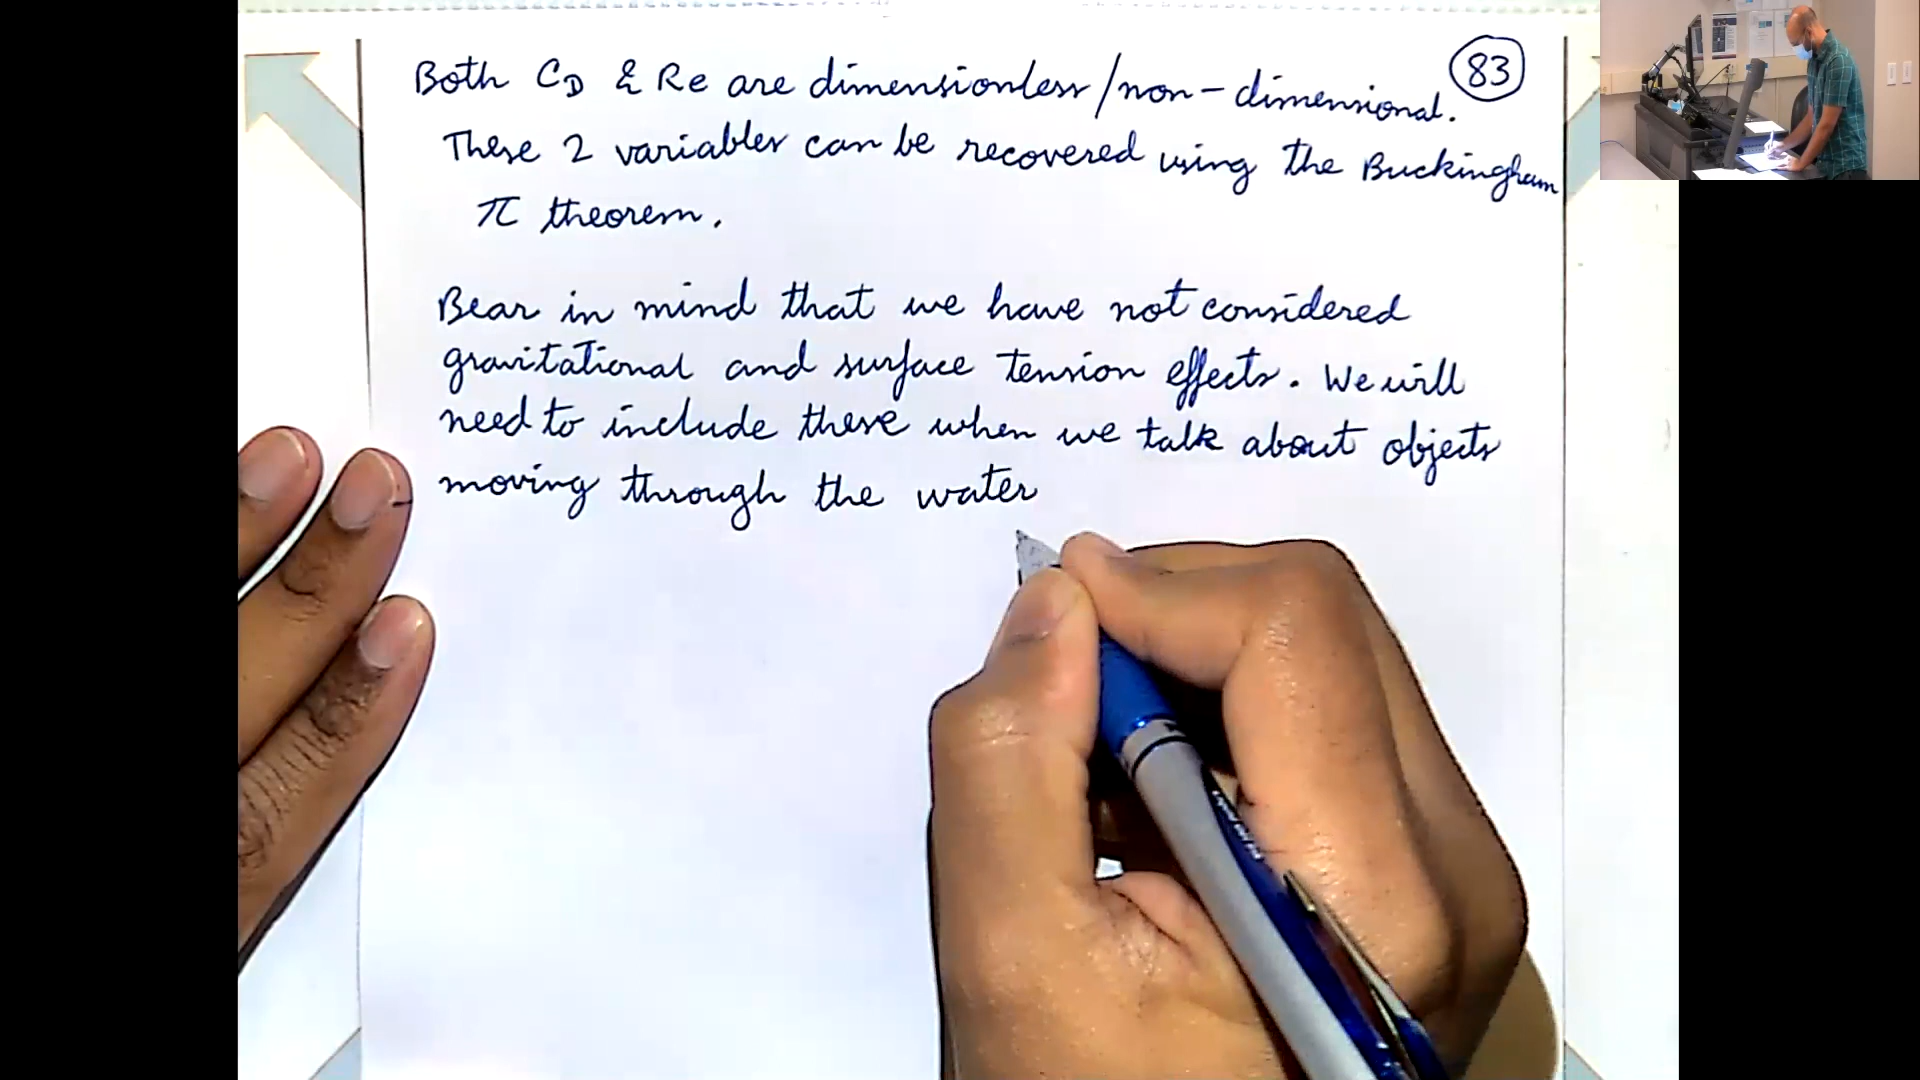 83
Both CD & Re are dimensionless/non-dimensional.
These 2 variables can be recovered using the Buckingham
π theorem.
Bear in mind that we have not considered
gravitational and surface tension effects. We will
need to include these when we talk about objects
moving through the water